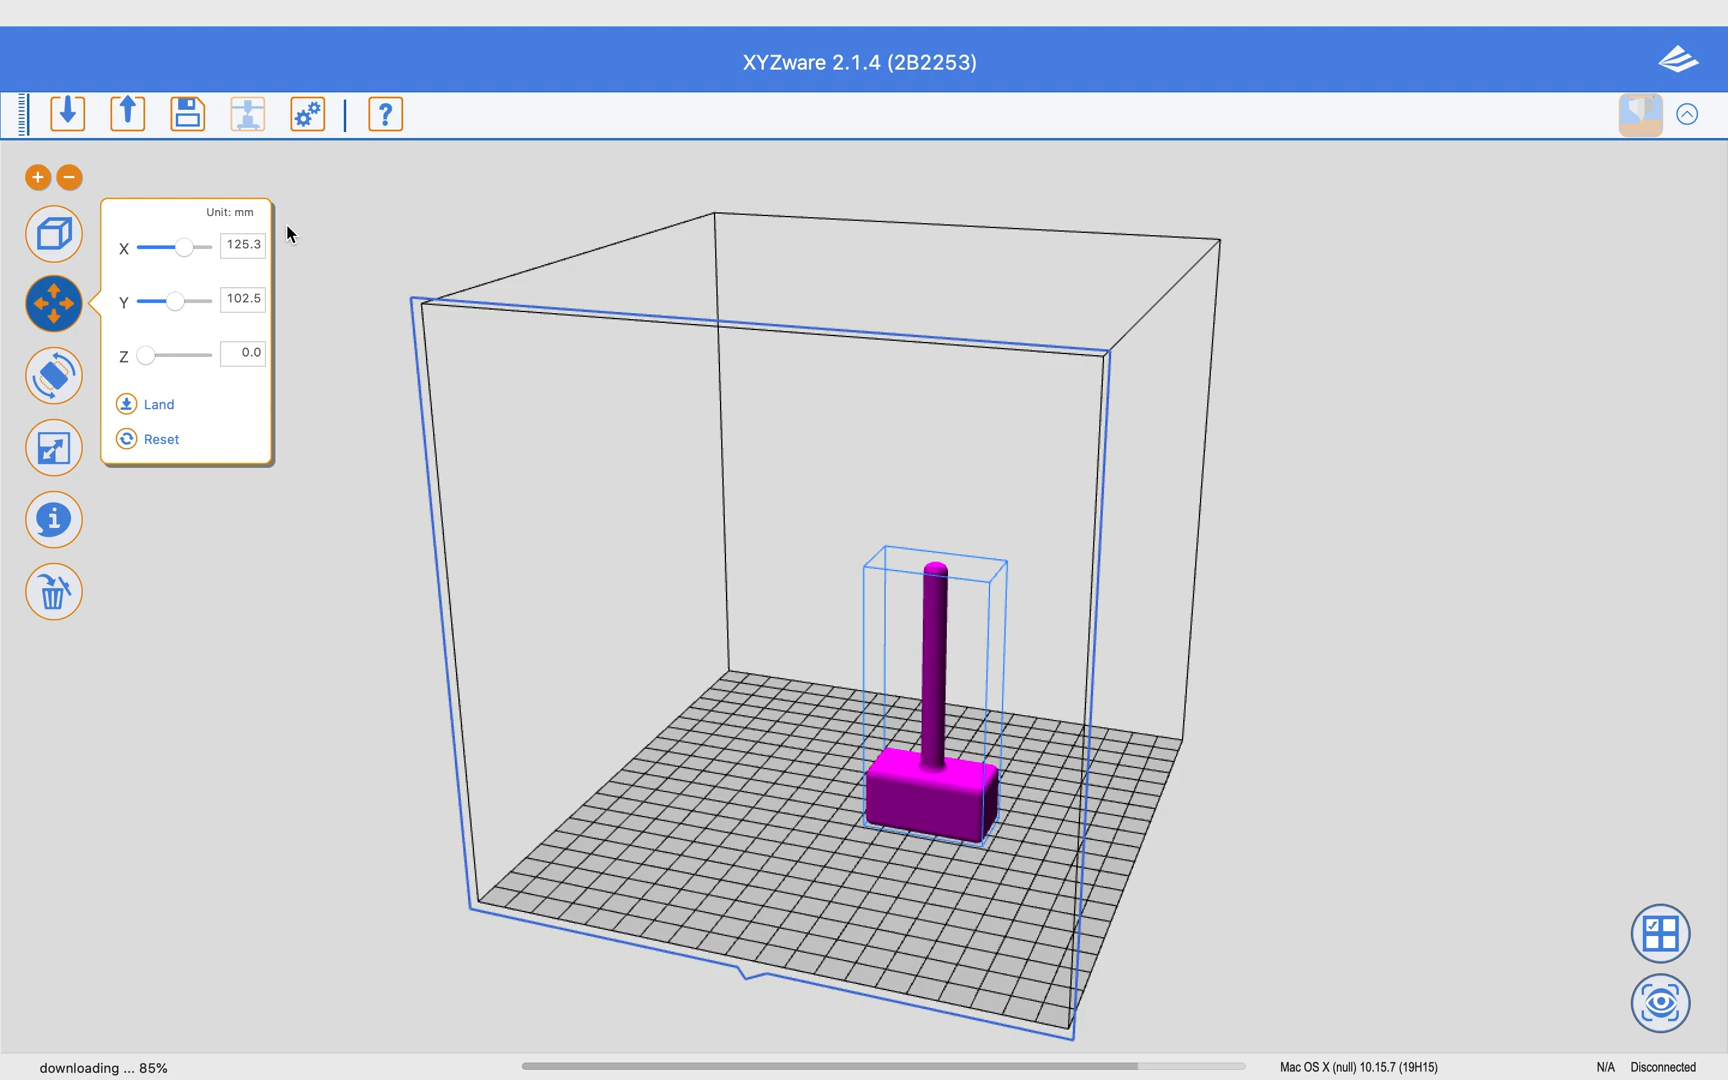 XYZware 2.1.4 (2B2253)
?
+ −
Unit: mm
X 125.3
Y 102.5
Z 0.0
Land
Reset
i
downloading ... 85%
Mac OS X (null) 10.15.7 (19H15)
N/A Disconnected